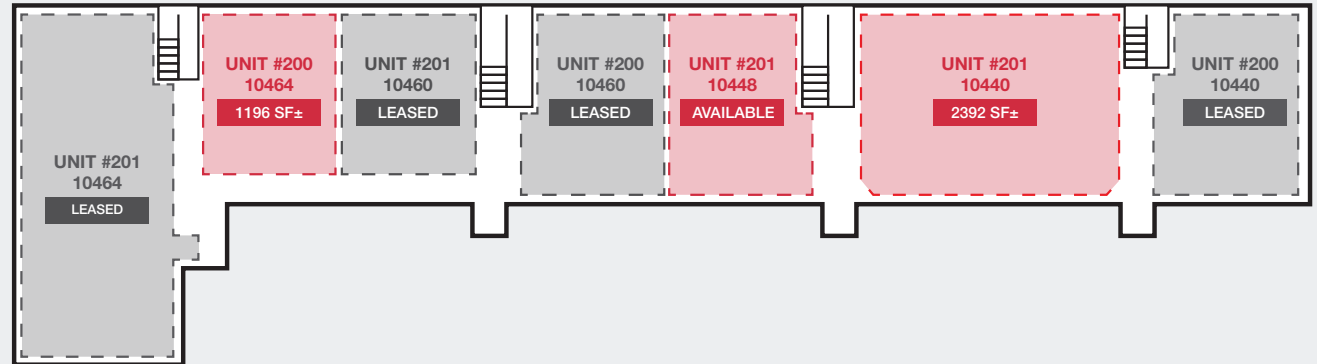 UNIT #201
10464
LEASED
UNIT #200
10464
1196 SF±
UNIT #201
10460
LEASED
UNIT #200
10460
LEASED
UNIT #201
10448
AVAILABLE
UNIT #201
10440
2392 SF±
UNIT #200
10440
LEASED